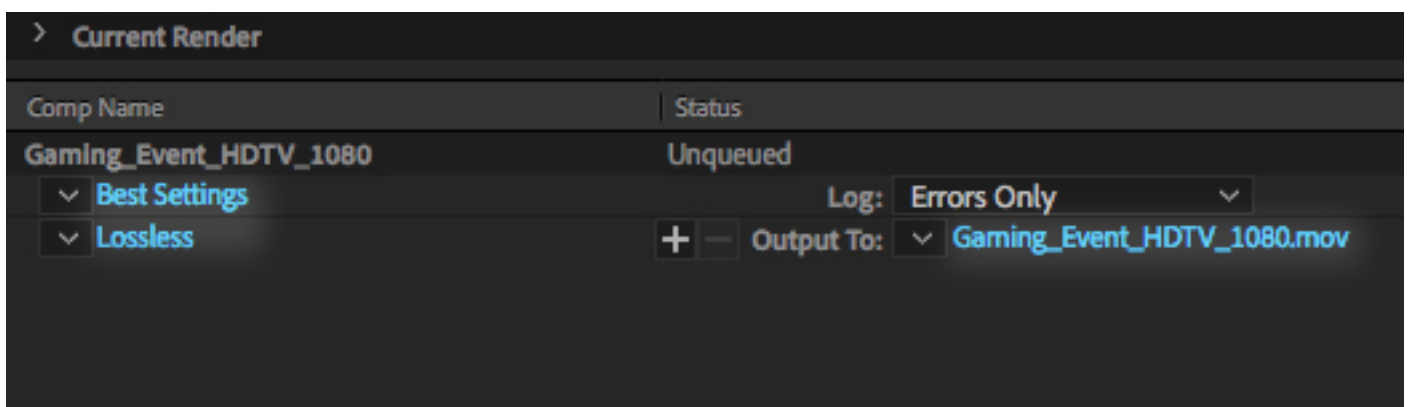 Current Render
Comp Name Status
Gaming_Event_HDTV_1080 Unqueued
Best Settings Log: Errors Only
Lossless Output To: Gaming_Event_HDTV_1080.mov